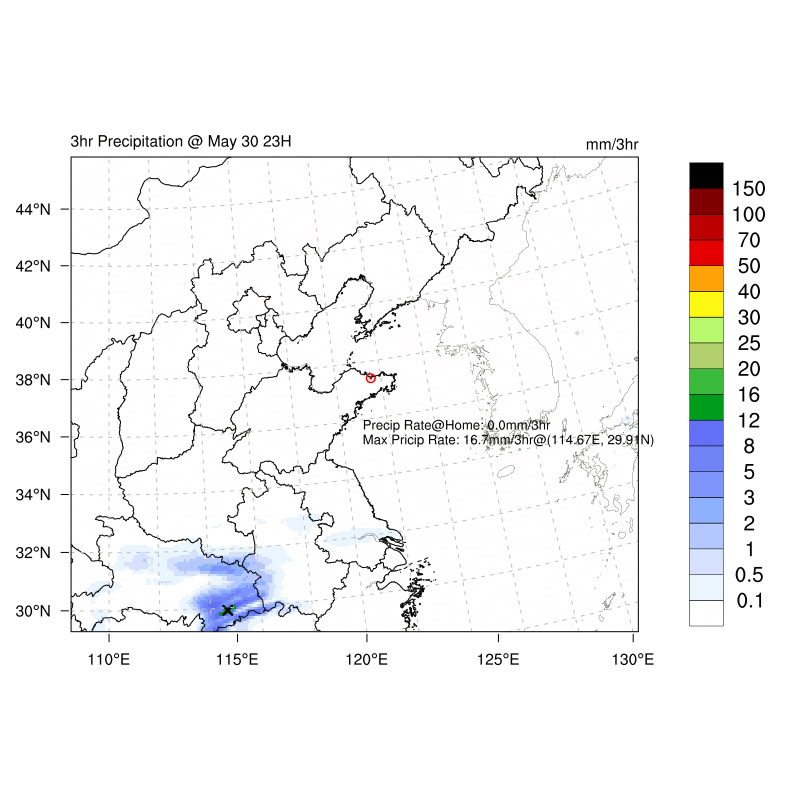 3hr Precipitation @ May 30 23H
mm/3hr
44°N
42°N
40°N
38°N
36°N
34°N
32°N
30°N
110°E
115°E
120°E
125°E
130°E
Precip Rate@Home: 0.0mm/3hr
Max Pricip Rate: 16.7mm/3hr@(114.67E, 29.91N)
150
100
70
50
40
30
25
20
16
12
8
5
3
2
1
0.5
0.1